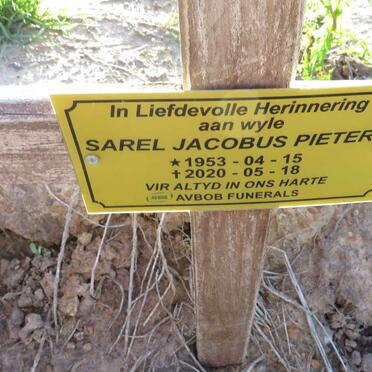 In Liefdevolle Herinnering
aan wyle
SAREL JACOBUS PIETER
★1953 - 04 - 15
✝2020 - 05 - 18
VIR ALTYD IN ONS HARTE
AVBOB AVBOB FUNERALS